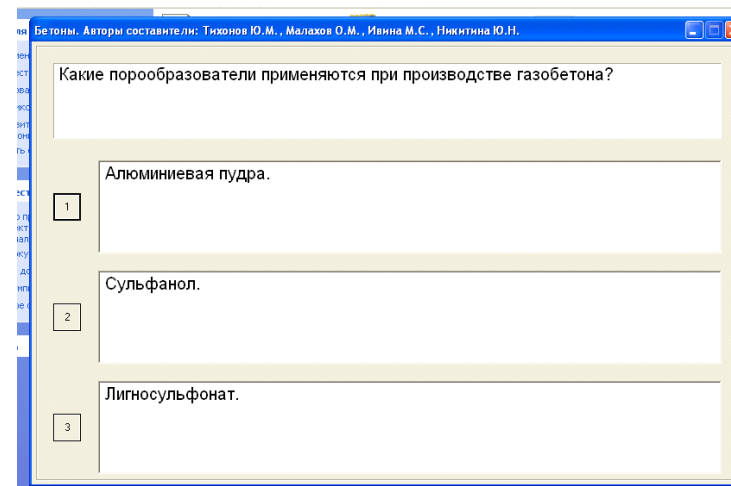 Бетоны. Авторы составители: Тихонов Ю.М., Малахов О.М., Ивина М.С., Никитина Ю.Н.
Какие порообразователи применяются при производстве газобетона?
Алюминиевая пудра.
1
Сульфанол.
2
Лигносульфонат.
3